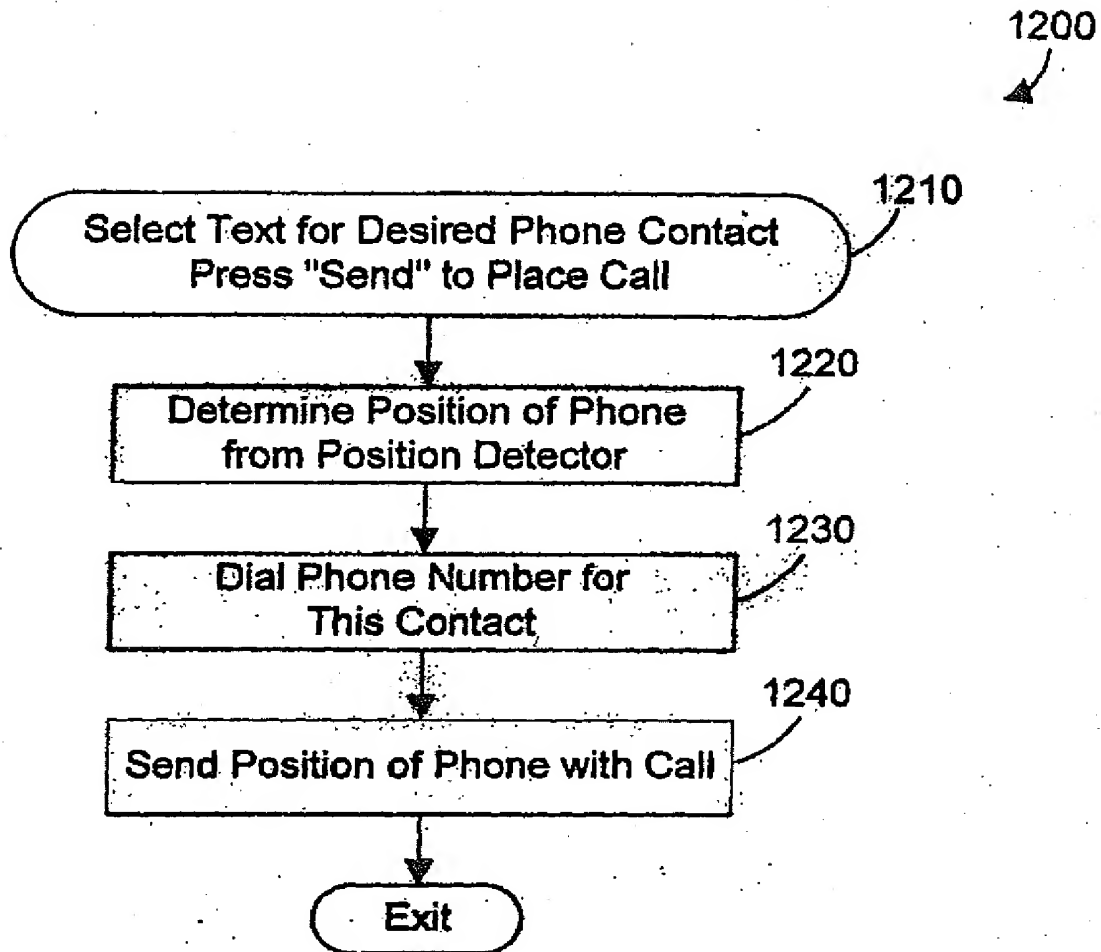 1200
1210
Select Text for Desired Phone Contact
Press "Send" to Place Call
1220
Determine Position of Phone
from Position Detector
1230
Dial Phone Number for
This Contact
1240
Send Position of Phone with Call
Exit